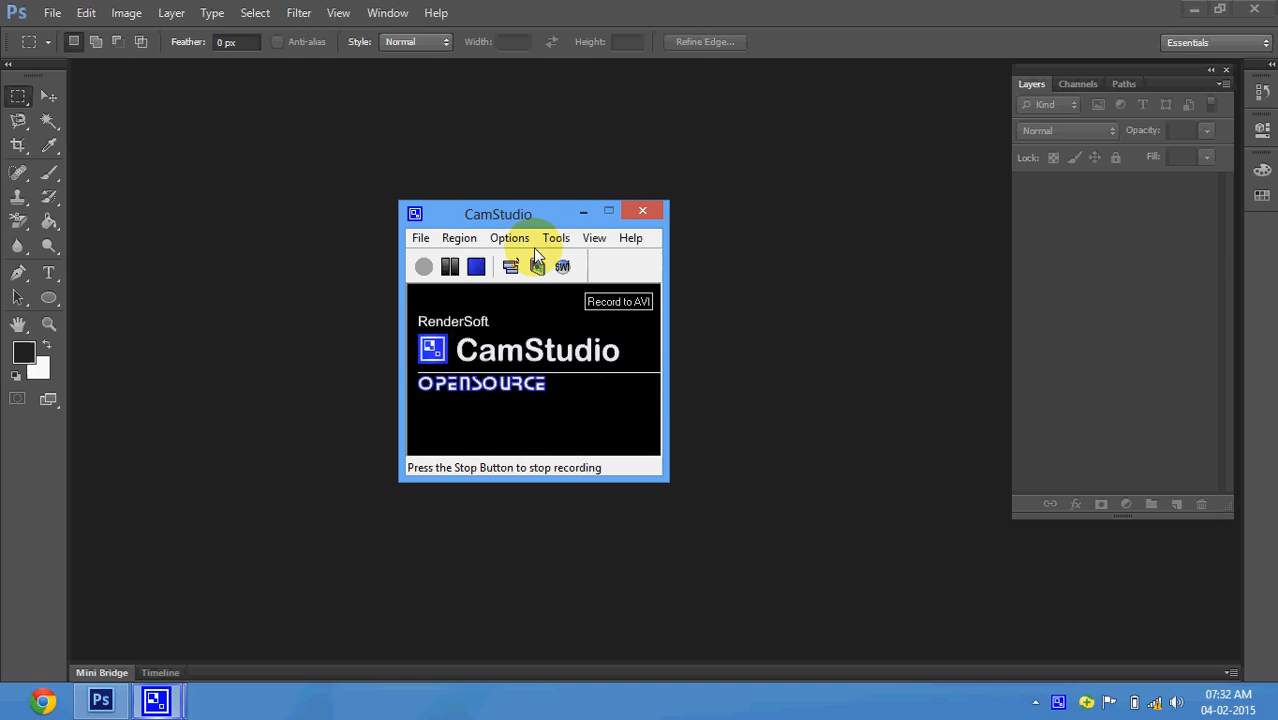 Ps File Edit Image Layer Type Select Filter View Window Help
Feather: 0 px Anti-alias Style: Normal Width: Height: Refine Edge... Essentials
Layers Channels Paths
Kind
Normal Opacity:
Lock: Fill:
CamStudio
File Region Options Tools View Help
Record to AVI
RenderSoft
CamStudio
OPENSOURCE
Press the Stop Button to stop recording
Mini Bridge Timeline
Ps
07:32 AM
04-02-2015